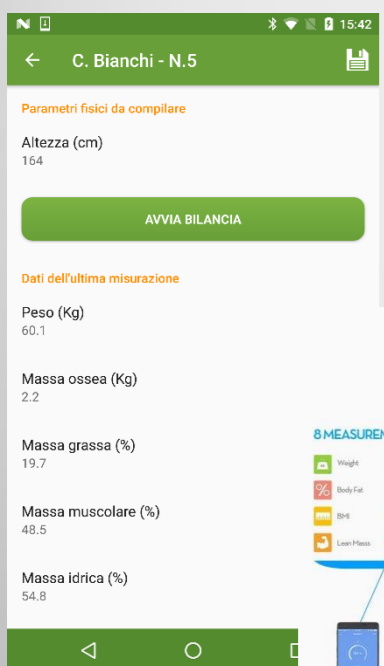 15:42
C. Bianchi - N.5
Parametri fisici da compilare
Altezza (cm)
164
AVVIA BILANCIA
Dati dell'ultima misurazione
Peso (Kg)
60.1
Massa ossea (Kg)
2.2
Massa grassa (%)
19.7
Massa muscolare (%)
48.5
Massa idrica (%)
54.8
8 MEASUREM
Weight
% Body Fat
BMI
Lean Mass